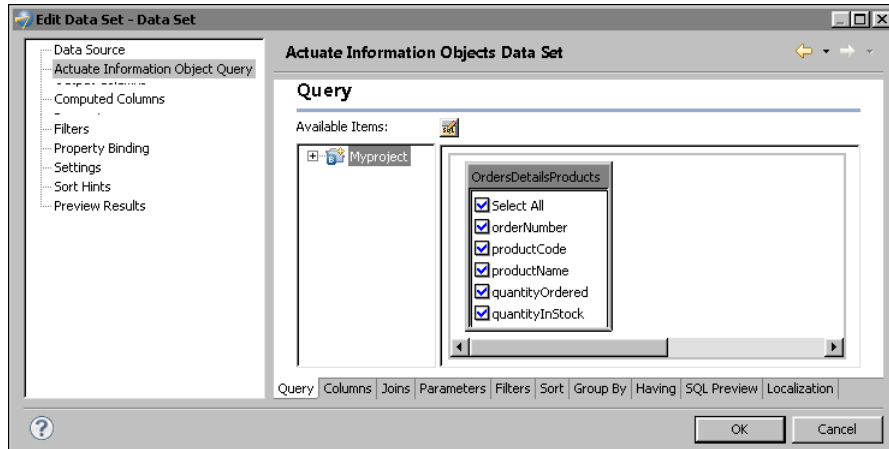 Edit Data Set - Data Set
Data Source
Actuate Information Object Query
Computed Columns
Filters
Property Binding
Settings
Sort Hints
Preview Results
Actuate Information Objects Data Set
Query
Available Items:
Myproject
OrdersDetailsProducts
Select All
orderNumber
productCode
productName
quantityOrdered
quantityInStock
Query Columns Joins Parameters Filters Sort Group By Having SQL Preview Localization
OK Cancel